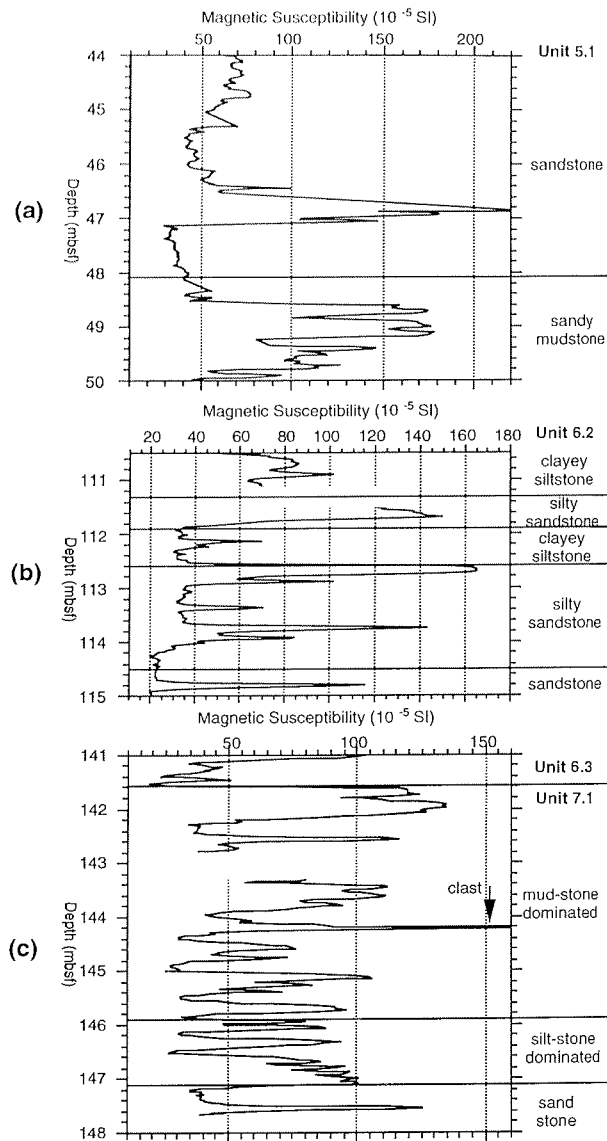 Magnetic Susceptibility (10 -5 SI)
50 100 150 200
Unit 5.1
44
45
46
47
48
49
50
Depth (mbsf)
(a)
sandstone
sandy
mudstone
Magnetic Susceptibility (10 -5 SI)
20 40 60 80 100 120 140 160 180
Unit 6.2
111
112
113
114
115
Depth (mbsf)
(b)
clayey
siltstone
silty
sandstone
clayey
siltstone
silty
sandstone
sandstone
Magnetic Susceptibility (10 -5 SI)
50 100 150
141
142
143
144
145
146
147
148
Depth (mbsf)
(c)
Unit 6.3
Unit 7.1
clast
mud-stone
dominated
silt-stone
dominated
sand
stone